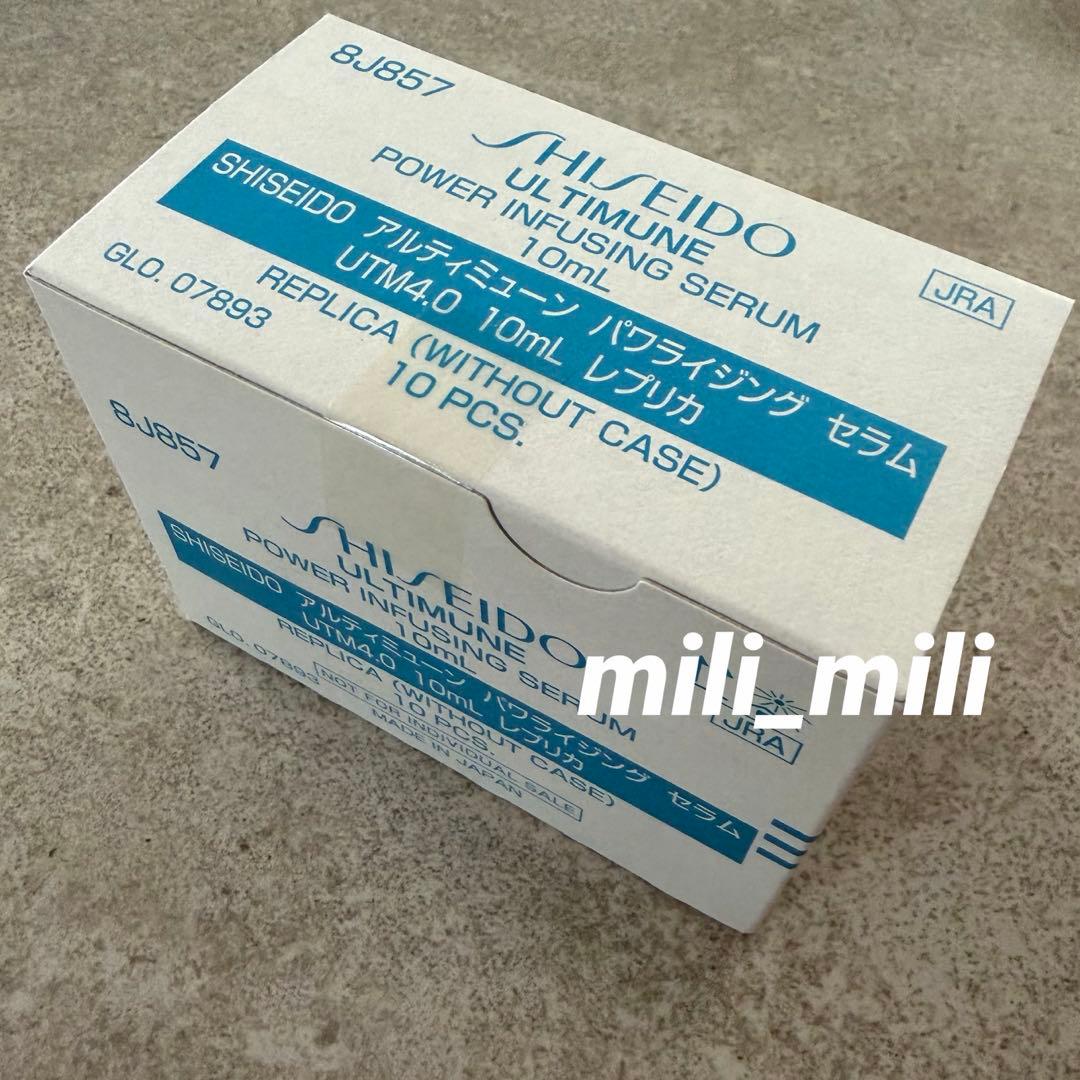 8J857
SHISEIDO
ULTIMUNE
POWER INFUSING SERUM
10mL
SHISEIDO アルティミューン パワライジング セラム
UTM4.0 10mL レプリカ
REPLICA (WITHOUT CASE)
10 PCS.
GLO. 07893
JRA
8J857
SHISEIDO
ULTIMUNE
POWER INFUSING SERUM
10mL
SHISEIDO アルティミューン パワライジング セラム
UTM4.0 10mL レプリカ
REPLICA (WITHOUT CASE)
10 PCS.
GLO. 07893
NOT FOR INDIVIDUAL SALE
MADE IN JAPAN
JRA
mili_mili